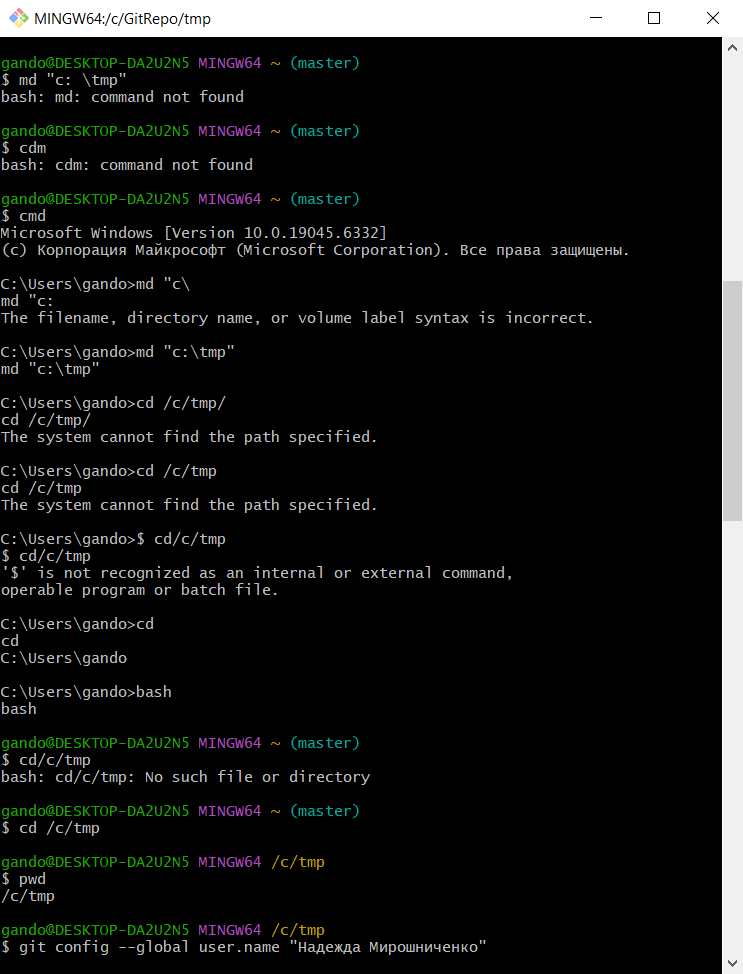 MINGW64:/c/GitRepo/tmp
gando@DESKTOP-DA2U2N5 MINGW64 ~ (master)
$ md "c: \tmp"
bash: md: command not found
gando@DESKTOP-DA2U2N5 MINGW64 ~ (master)
$ cdm
bash: cdm: command not found
gando@DESKTOP-DA2U2N5 MINGW64 ~ (master)
$ cmd
Microsoft Windows [Version 10.0.19045.6332]
(c) Корпорация Майкрософт (Microsoft Corporation). Все права защищены.
C:\Users\gando>md "c\
md "c:
The filename, directory name, or volume label syntax is incorrect.
C:\Users\gando>md "c:\tmp"
md "c:\tmp"
C:\Users\gando>cd /c/tmp/
cd /c/tmp/
The system cannot find the path specified.
C:\Users\gando>cd /c/tmp
cd /c/tmp
The system cannot find the path specified.
C:\Users\gando>$ cd/c/tmp
$ cd/c/tmp
'$' is not recognized as an internal or external command,
operable program or batch file.
C:\Users\gando>cd
cd
C:\Users\gando
C:\Users\gando>bash
bash
gando@DESKTOP-DA2U2N5 MINGW64 ~ (master)
$ cd/c/tmp
bash: cd/c/tmp: No such file or directory
gando@DESKTOP-DA2U2N5 MINGW64 ~ (master)
$ cd /c/tmp
gando@DESKTOP-DA2U2N5 MINGW64 /c/tmp
$ pwd
/c/tmp
gando@DESKTOP-DA2U2N5 MINGW64 /c/tmp
$ git config --global user.name "Надежда Мирошниченко"